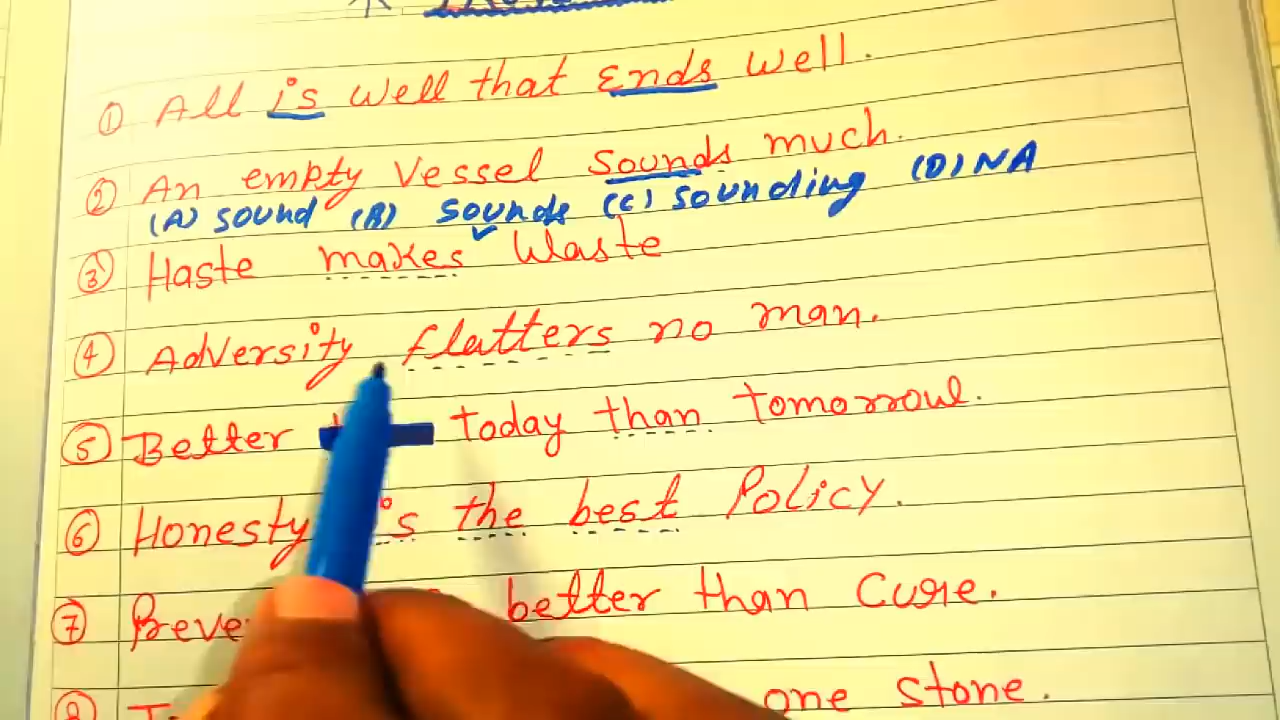 ① All is well that Ends well.
② An empty Vessel sounds much.
(A) sound (B) sounds (C) sounding (D) NA
③ Haste makes Waste
④ Adversity flatters no man.
⑤ Better today than tomorrow.
⑥ Honesty is the best Policy.
⑦ better than Cure.
⑧ one stone.